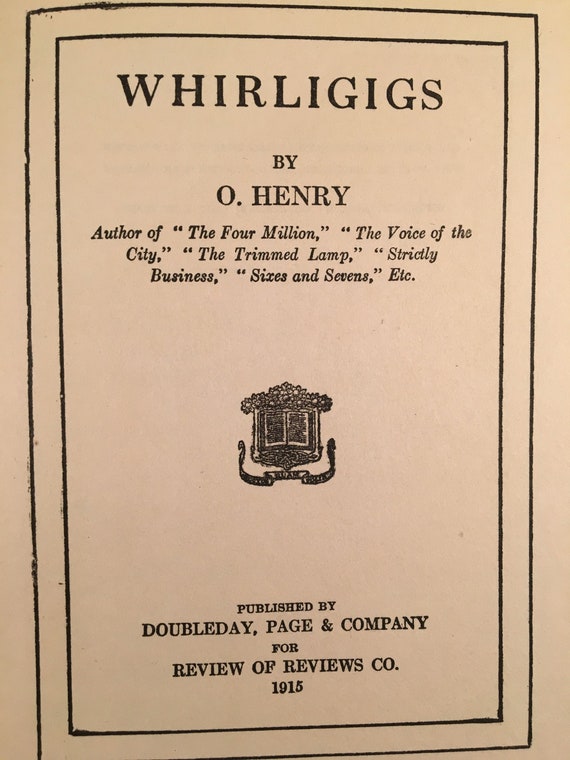 WHIRLIGIGS
BY
O. HENRY
Author of “ The Four Million,” “ The Voice of the
City,” “ The Trimmed Lamp,” “ Strictly
Business,” “ Sixes and Sevens,” Etc.
PUBLISHED BY
DOUBLEDAY, PAGE & COMPANY
FOR
REVIEW OF REVIEWS CO.
1915